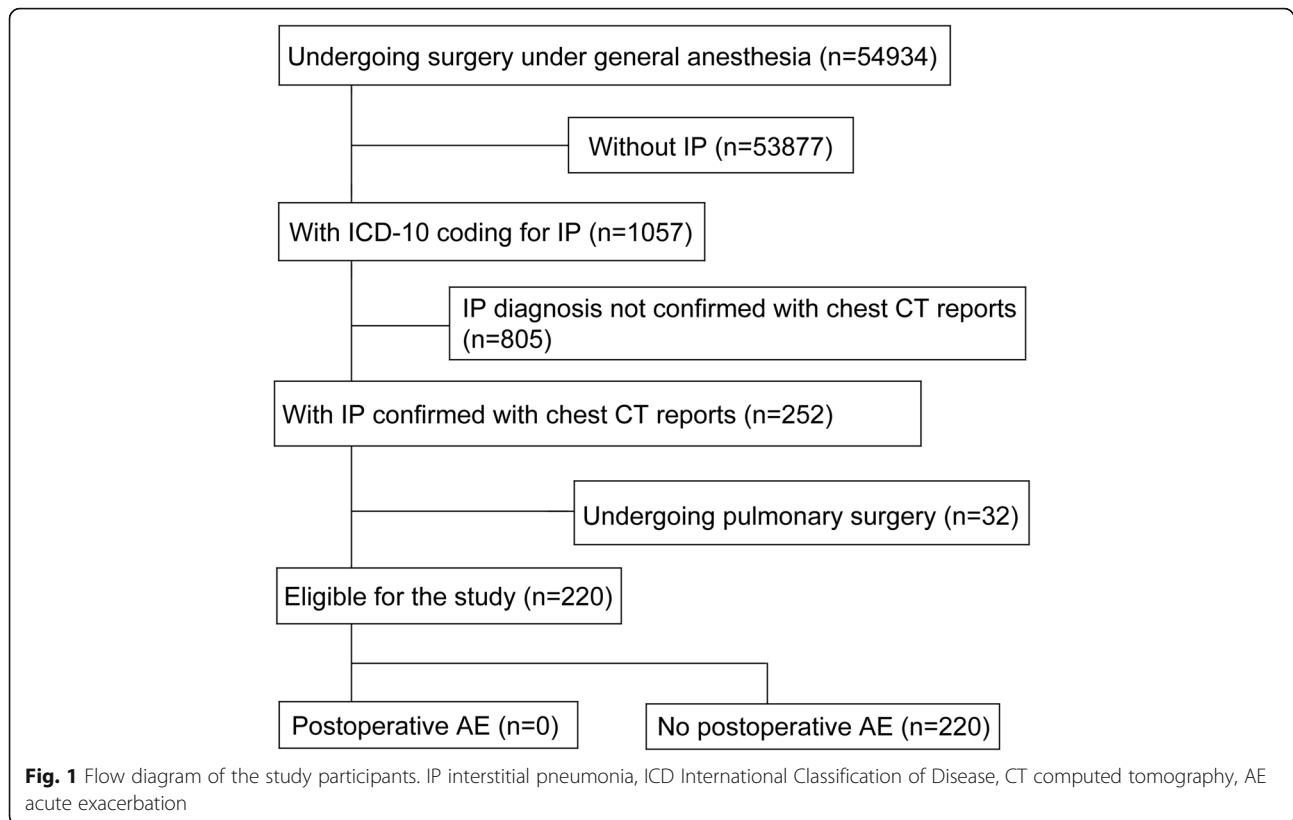 Undergoing surgery under general anesthesia (n=54934)
Without IP (n=53877)
With ICD-10 coding for IP (n=1057)
IP diagnosis not confirmed with chest CT reports
(n=805)
With IP confirmed with chest CT reports (n=252)
Undergoing pulmonary surgery (n=32)
Eligible for the study (n=220)
Postoperative AE (n=0)
No postoperative AE (n=220)
Fig. 1 Flow diagram of the study participants. IP interstitial pneumonia, ICD International Classification of Disease, CT computed tomography, AE
acute exacerbation